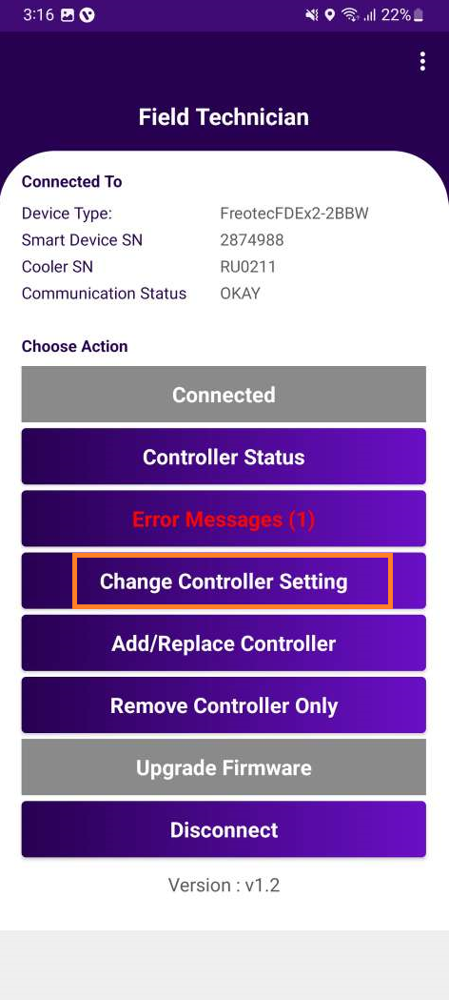 3:16 22%
Field Technician
Connected To
Device Type: FreotecFDEx2-2BBW
Smart Device SN 2874988
Cooler SN RU0211
Communication Status OKAY
Choose Action
Connected
Controller Status
Error Messages (1)
Change Controller Setting
Add/Replace Controller
Remove Controller Only
Upgrade Firmware
Disconnect
Version : v1.2